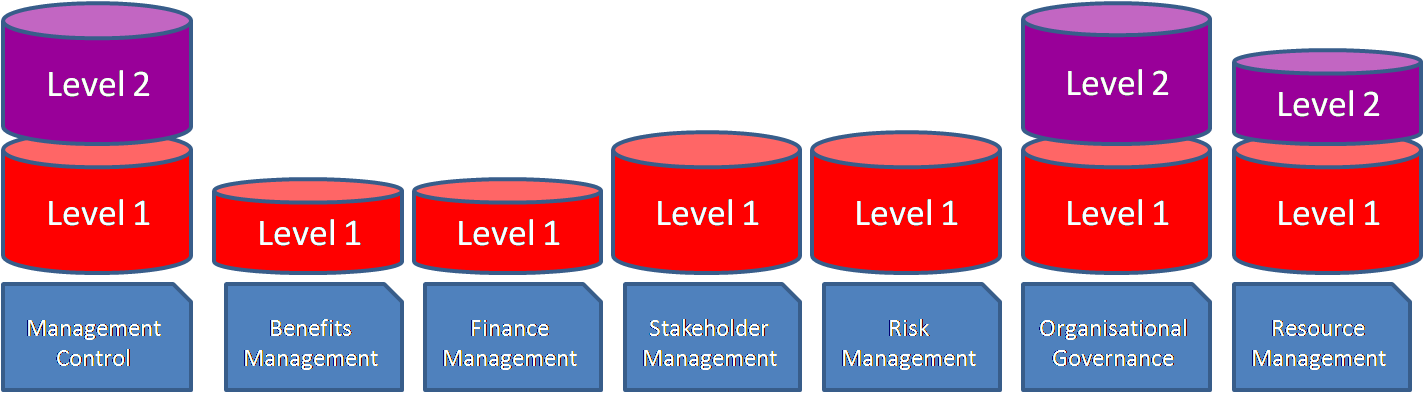 Level 2
Level 2
Level 2
Level 1
Level 1
Level 1
Level 1
Level 1
Level 1
Level 1
Management
Control
Benefits
Management
Finance
Management
Stakeholder
Management
Risk
Management
Organisational
Governance
Resource
Management